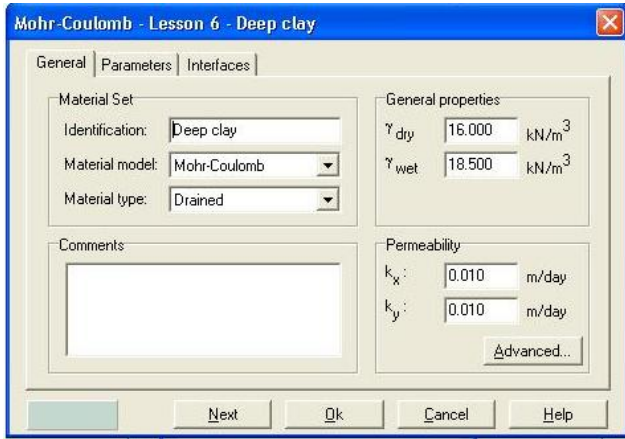 Mohr-Coulomb - Lesson 6 - Deep clay
General Parameters Interfaces
Material Set
Identification: Deep clay
Material model: Mohr-Coulomb
Material type: Drained
General properties
γ dry 16.000 kN/m3
γ wet 18.500 kN/m3
Comments
Permeability
kx: 0.010 m/day
ky: 0.010 m/day
Advanced...
Next Ok Cancel Help